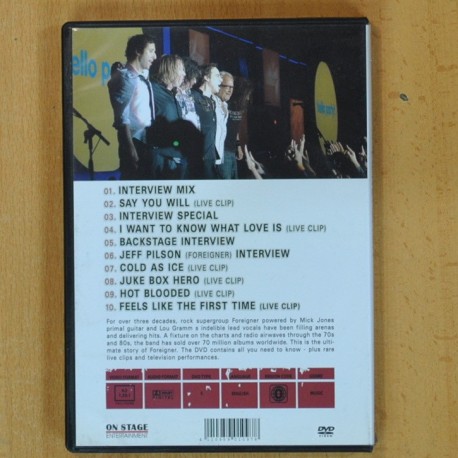 ello p
hello
01. INTERVIEW MIX
02. SAY YOU WILL (LIVE CLIP)
03. INTERVIEW SPECIAL
04. I WANT TO KNOW WHAT LOVE IS (LIVE CLIP)
05. BACKSTAGE INTERVIEW
06. JEFF PILSON (FOREIGNER) INTERVIEW
07. COLD AS ICE (LIVE CLIP)
08. JUKE BOX HERO (LIVE CLIP)
09. HOT BLOODED (LIVE CLIP)
10. FEELS LIKE THE FIRST TIME (LIVE CLIP)
For over three decades, rock supergroup Foreigner powered by Mick Jones
primal guitar and Lou Gramm s indelible lead vocals have been filling arenas
and delivering hits. A fixture on the charts and radio airwaves through the 70s
and 80s, the band has sold over 70 million albums worldwide. This is the ulti-
mate story of Foreigner. The DVD contains all you need to know - plus rare
live clips and television performances.
ENGLISH
MUSIC
ON STAGE
ENTERTAINMENT
DVD
VIDEO